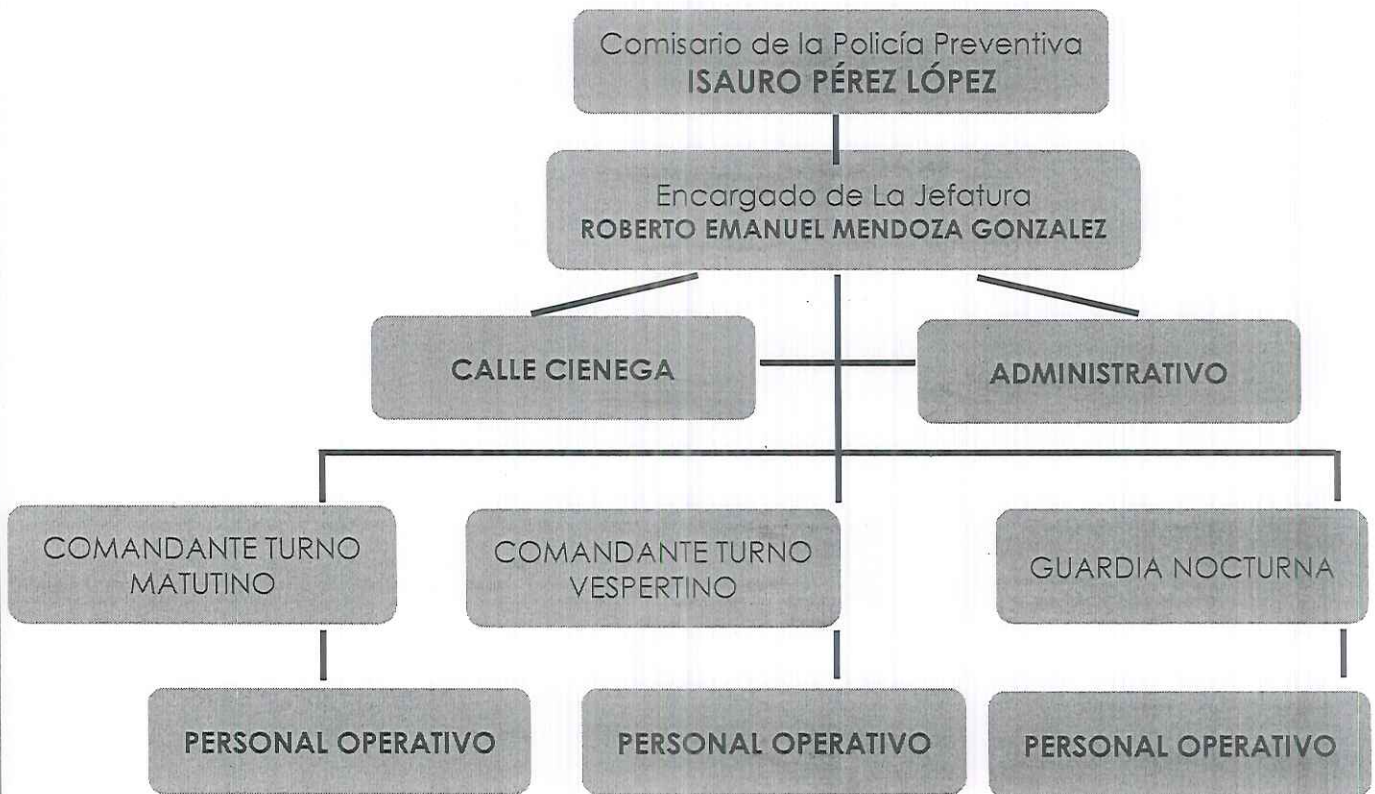 Comisario de la Policía Preventiva
ISAURO PÉREZ LÓPEZ
Encargado de La Jefatura
ROBERTO EMANUEL MENDOZA GONZALEZ
CALLE CIENEGA
ADMINISTRATIVO
COMANDANTE TURNO
MATUTINO
COMANDANTE TURNO
VESPERTINO
GUARDIA NOCTURNA
PERSONAL OPERATIVO
PERSONAL OPERATIVO
PERSONAL OPERATIVO